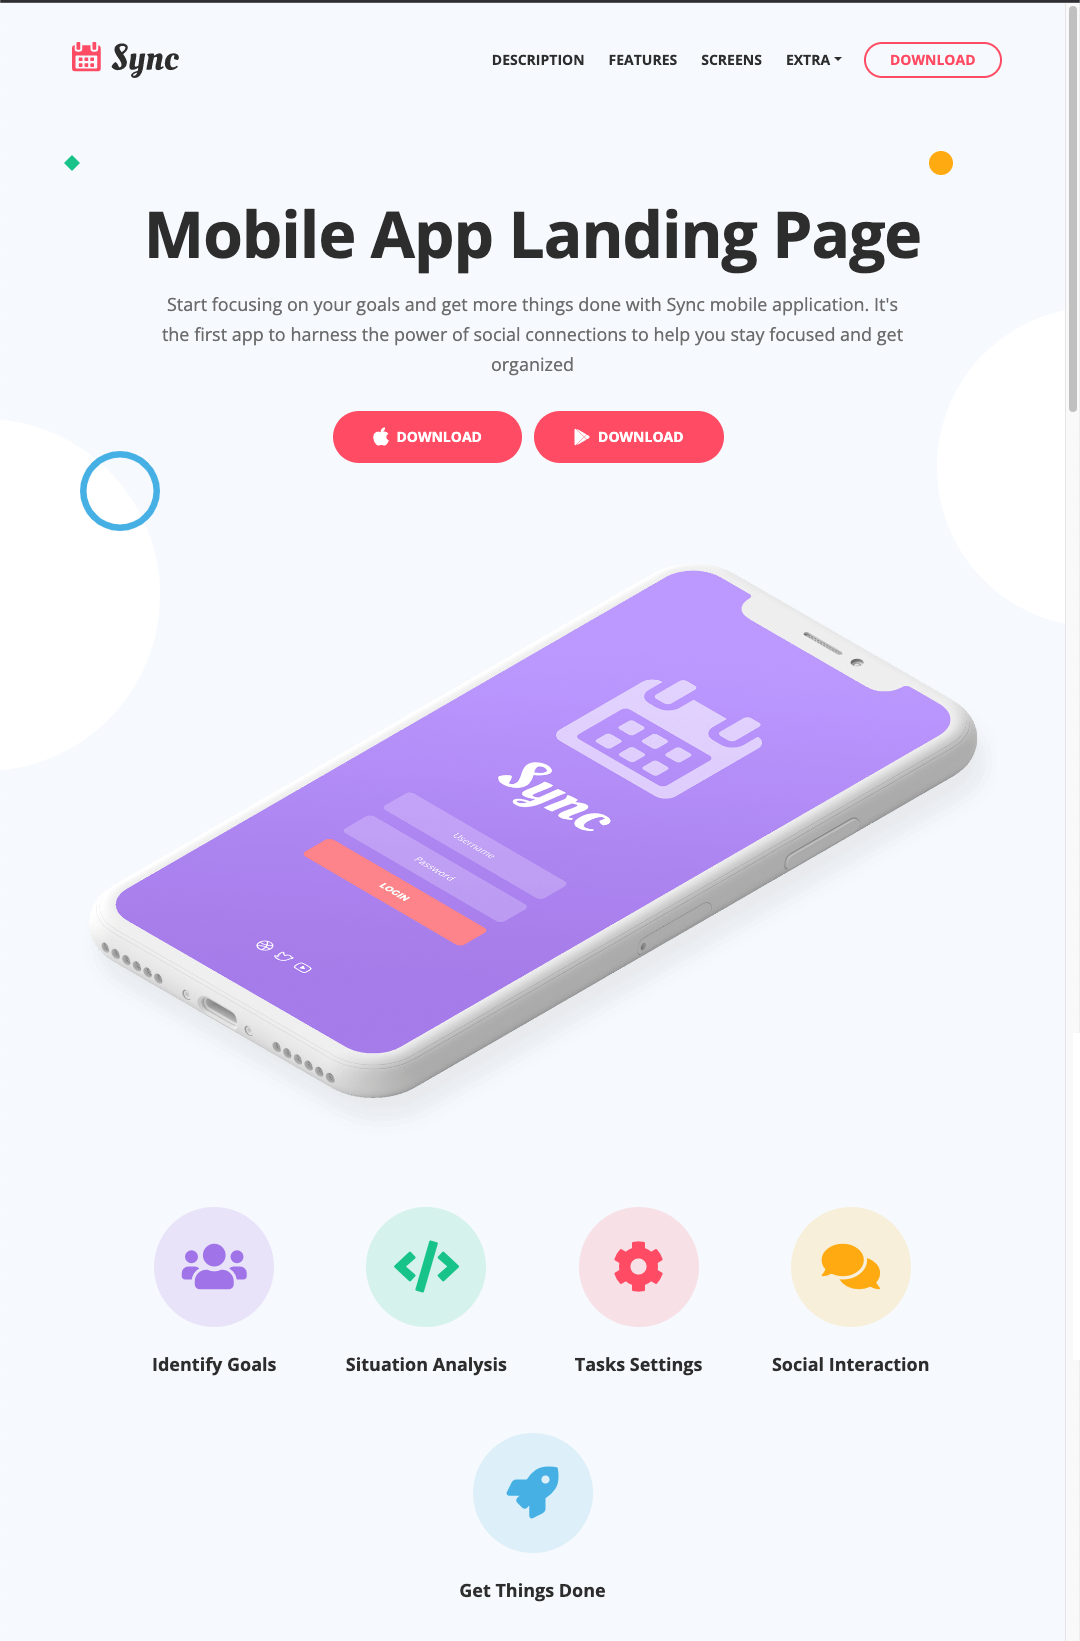 Sync
DESCRIPTION FEATURES SCREENS EXTRA DOWNLOAD
Mobile App Landing Page
Start focusing on your goals and get more things done with Sync mobile application. It's
the first app to harness the power of social connections to help you stay focused and get
organized
DOWNLOAD DOWNLOAD
Sync
Username
Password
LOGIN
Identify Goals Situation Analysis Tasks Settings Social Interaction
Get Things Done